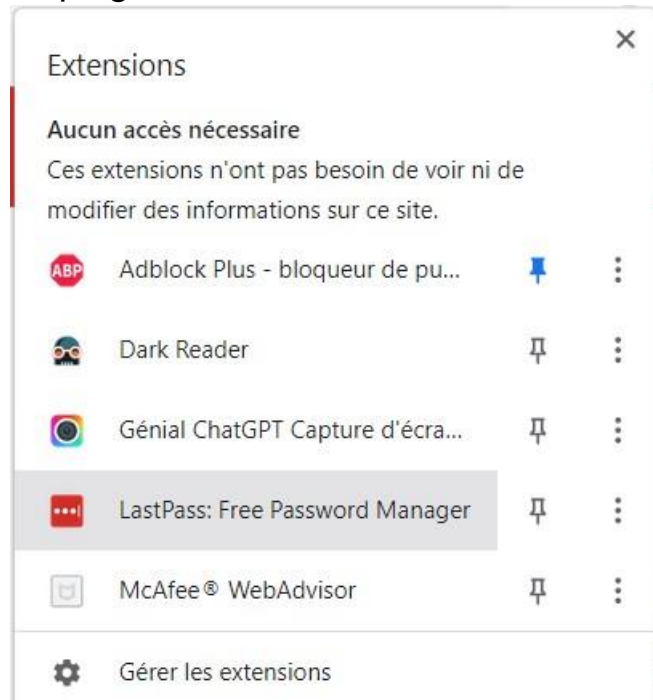 Extensions
Aucun accès nécessaire
Ces extensions n'ont pas besoin de voir ni de
modifier des informations sur ce site.
ABP Adblock Plus - bloqueur de pu...
Dark Reader
Génial ChatGPT Capture d'écra...
LastPass: Free Password Manager
McAfee® WebAdvisor
Gérer les extensions